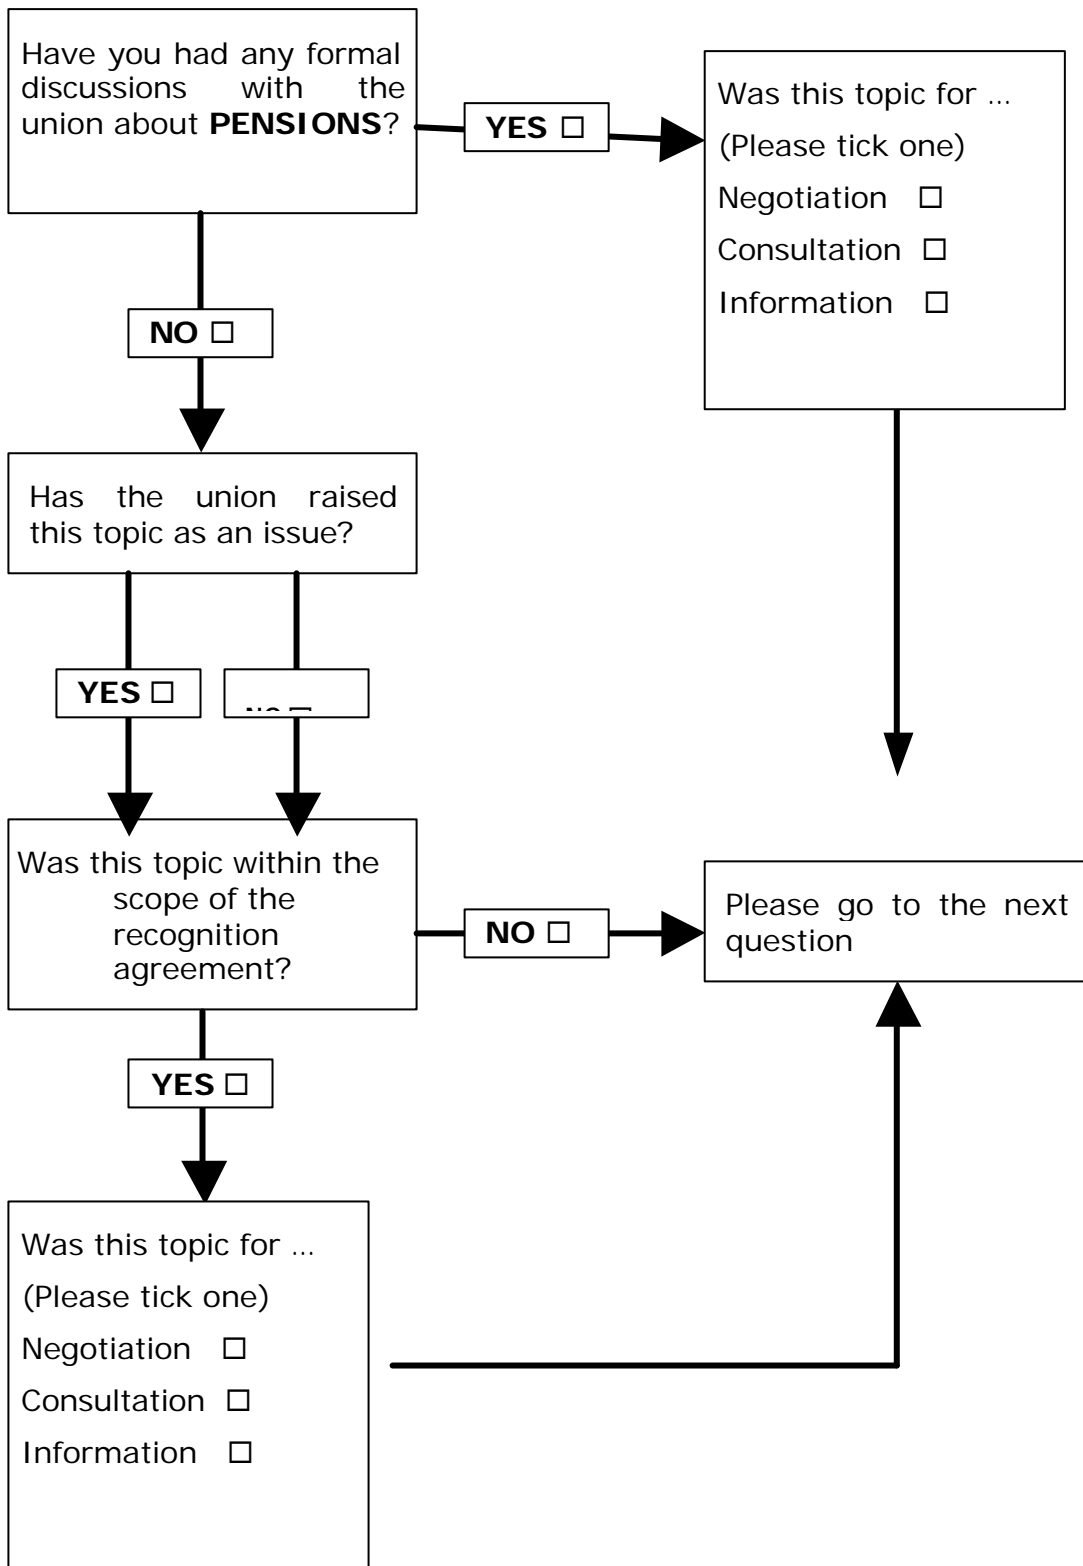 Have you had any formal
discussions with the
union about PENSIONS?
YES □
Was this topic for ...
(Please tick one)
Negotiation □
Consultation □
Information □
NO □
Has the union raised
this topic as an issue?
YES □
NO □
Was this topic within the
scope of the
recognition
agreement?
NO □
Please go to the next
question
YES □
Was this topic for ...
(Please tick one)
Negotiation □
Consultation □
Information □